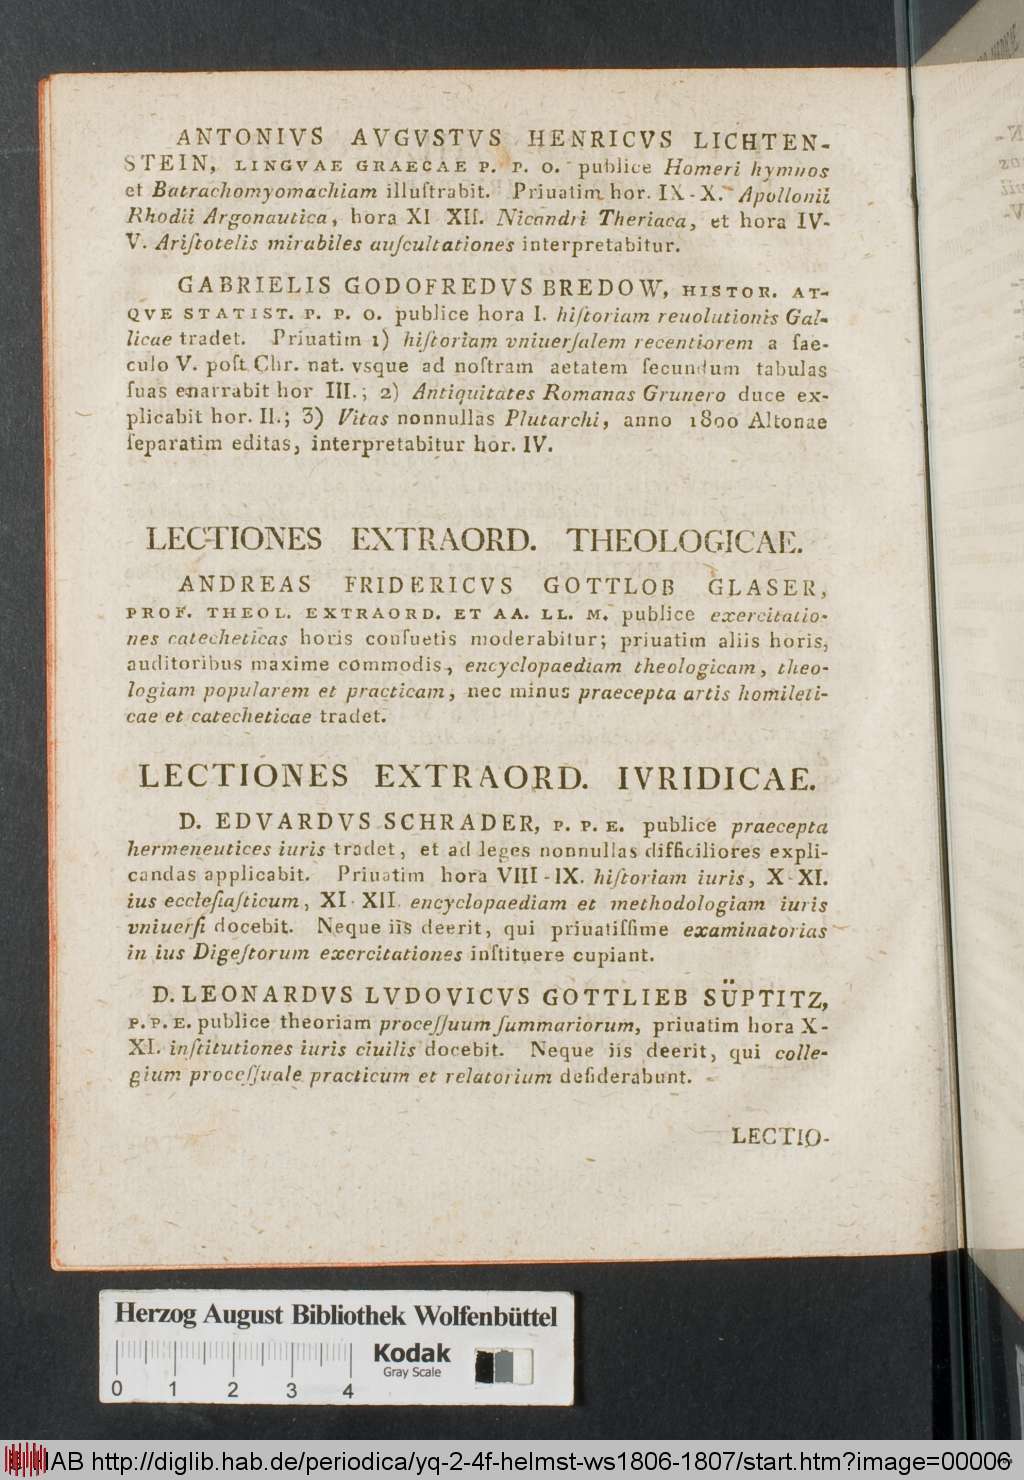 ANTONIVS AVGVSTVS HENRICVS LICHTEN-
STEIN, LINGVAE GRAECAE P. P. O. publice Homeri hymnos
et Batrachomyomachiam illuſtrabit. Priuatim hor. IX-X. Apollonii
Rhodii Argonautica, hora XI-XII. Nicandri Theriaca, et hora IV-
V. Ariſtotelis mirabiles auſcultationes interpretabitur.
GABRIELIS GODOFREDVS BREDOW, HISTOR. AT-
QVE STATIST. P. P. O. publice hora I. hiſtoriam reuolutionis Gal-
licae tradet. Priuatim 1) hiſtoriam vniuerſalem recentiorem a ſae-
culo V. poſt Chr. nat. vsque ad noſtram aetatem ſecundum tabulas
ſuas enarrabit hor III.; 2) Antiquitates Romanas Grunero duce ex-
plicabit hor. II.; 3) Vitas nonnullas Plutarchi, anno 1800 Altonae
ſeparatim editas, interpretabitur hor. IV.
LECTIONES EXTRAORD. THEOLOGICAE.
ANDREAS FRIDERICVS GOTTLOB GLASER,
PROF. THEOL. EXTRAORD. ET AA. LL. M. publice exercitatio-
nes catecheticas horis conſuetis moderabitur; priuatim aliis horis,
auditoribus maxime commodis, encyclopaediam theologicam, theo-
logiam popularem et practicam, nec minus praecepta artis homileti-
cae et catecheticae tradet.
LECTIONES EXTRAORD. IVRIDICAE.
D. EDVARDVS SCHRADER, P. P. E. publice praecepta
hermeneutices iuris tradet, et ad leges nonnullas difficiliores expli-
candas applicabit. Priuatim hora VIII-IX. hiſtoriam iuris, X-XI.
ius eccleſiaſticum, XI-XII. encyclopaediam et methodologiam iuris
vniuerſi docebit. Neque iis deerit, qui priuatiſſime examinatorias
in ius Digeſtorum exercitationes inſtituere cupiant.
D. LEONARDVS LVDOVICVS GOTTLIEB SÜPTITZ,
P. P. E. publice theoriam proceſſuum ſummariorum, priuatim hora X-
XI. inſtitutiones iuris ciuilis docebit. Neque iis deerit, qui colle-
gium proceſſuale practicum et relatorium deſiderabunt.
LECTIO-
Herzog August Bibliothek Wolfenbüttel
Kodak
Gray Scale
0 1 2 3 4
HAB http://diglib.hab.de/periodica/yq-2-4f-helmst-ws1806-1807/start.htm?image=00006